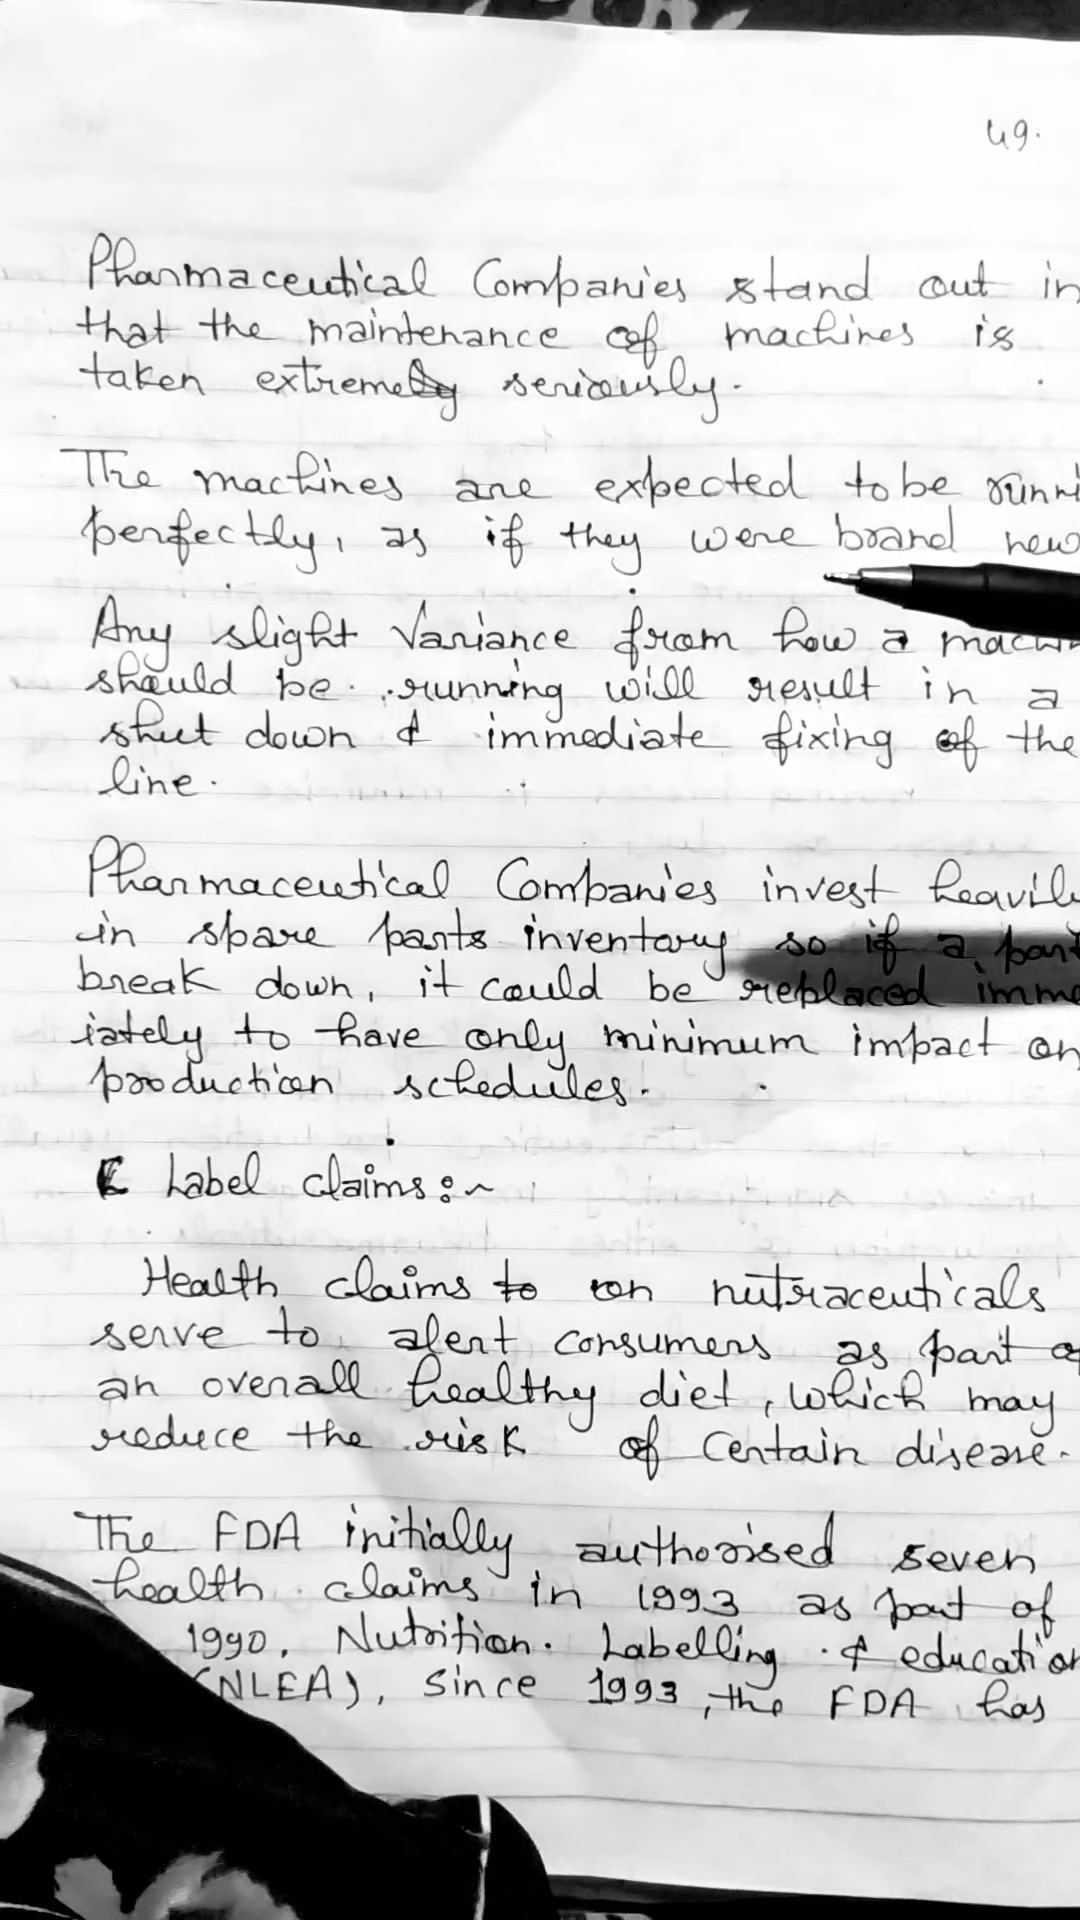 49.
Pharmaceutical Companies stand out in
that the maintenance of machines is
taken extremely seriously.
The machines are expected to be runni
perfectly, as if they were brand new
Any slight Variance from how a machin
should be running will result in a
shut down & immediate fixing of the
line.
Pharmaceutical Companies invest heavil
in spare parts inventory so if a part
break down, it could be replaced imme
iately to have only minimum impact on
production schedules.
Label claims:~
Health claims to on nutraceuticals
serve to alert consumers as part of
an overall healthy diet, which may
reduce the risk of Certain disease.
The FDA initially authorised seven
health claims in 1993 as part of
1990, Nutrition. Labelling & education
(NLEA), Since 1993, the FDA has